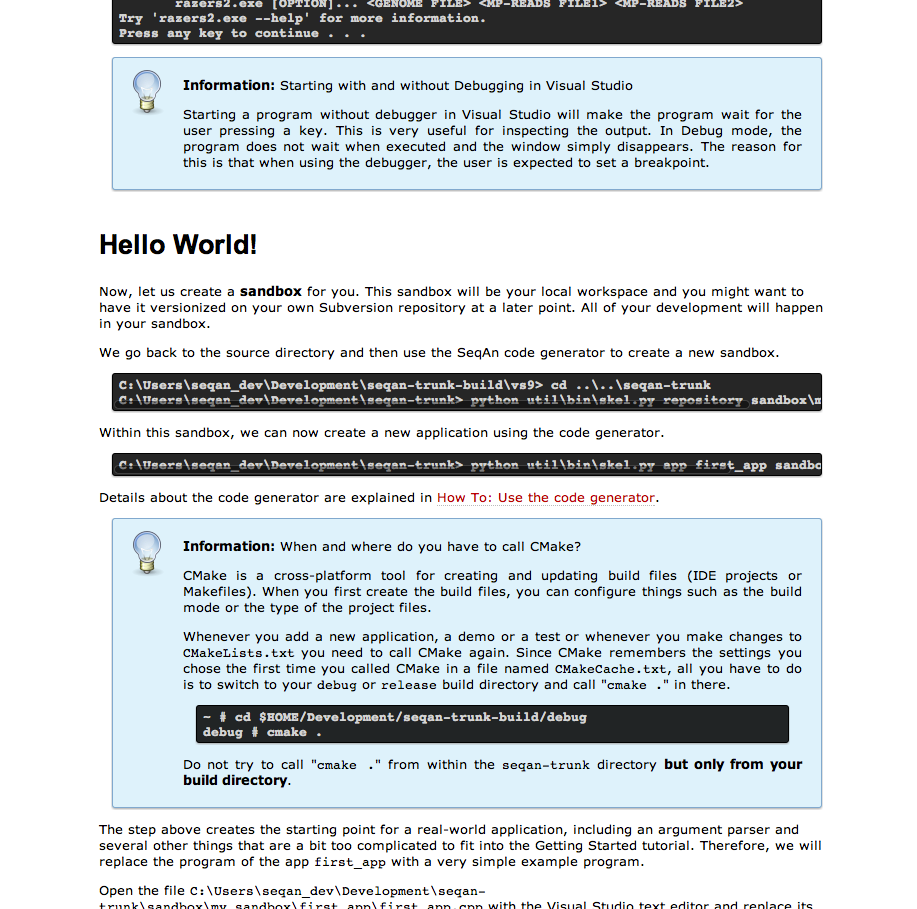 razers2.exe [OPTION]... <GENOME FILE> <MP-READS FILE1> <MP-READS FILE2>
Try 'razers2.exe --help' for more information.
Press any key to continue . . .
Information: Starting with and without Debugging in Visual Studio
Starting a program without debugger in Visual Studio will make the program wait for the
user pressing a key. This is very useful for inspecting the output. In Debug mode, the
program does not wait when executed and the window simply disappears. The reason for
this is that when using the debugger, the user is expected to set a breakpoint.
Hello World!
Now, let us create a sandbox for you. This sandbox will be your local workspace and you might want to
have it versionized on your own Subversion repository at a later point. All of your development will happen
in your sandbox.
We go back to the source directory and then use the SeqAn code generator to create a new sandbox.
C:\Users\seqan_dev\Development\seqan-trunk-build\vs9> cd ..\..\seqan-trunk
C:\Users\seqan_dev\Development\seqan-trunk> python util\bin\skel.py repository sandbox\m
Within this sandbox, we can now create a new application using the code generator.
C:\Users\seqan_dev\Development\seqan-trunk> python util\bin\skel.py app first_app sandbo
Details about the code generator are explained in How To: Use the code generator.
Information: When and where do you have to call CMake?
CMake is a cross-platform tool for creating and updating build files (IDE projects or
Makefiles). When you first create the build files, you can configure things such as the build
mode or the type of the project files.
Whenever you add a new application, a demo or a test or whenever you make changes to
CMakeLists.txt you need to call CMake again. Since CMake remembers the settings you
chose the first time you called CMake in a file named CMakeCache.txt, all you have to do
is to switch to your debug or release build directory and call "cmake ." in there.
~ # cd $HOME/Development/seqan-trunk-build/debug
debug # cmake .
Do not try to call "cmake ." from within the seqan-trunk directory but only from your
build directory.
The step above creates the starting point for a real-world application, including an argument parser and
several other things that are a bit too complicated to fit into the Getting Started tutorial. Therefore, we will
replace the program of the app first_app with a very simple example program.
Open the file C:\Users\seqan_dev\Development\seqan-
trunk\sandbox\my_sandbox\first_app\first_app.cpp with the Visual Studio text editor and replace its